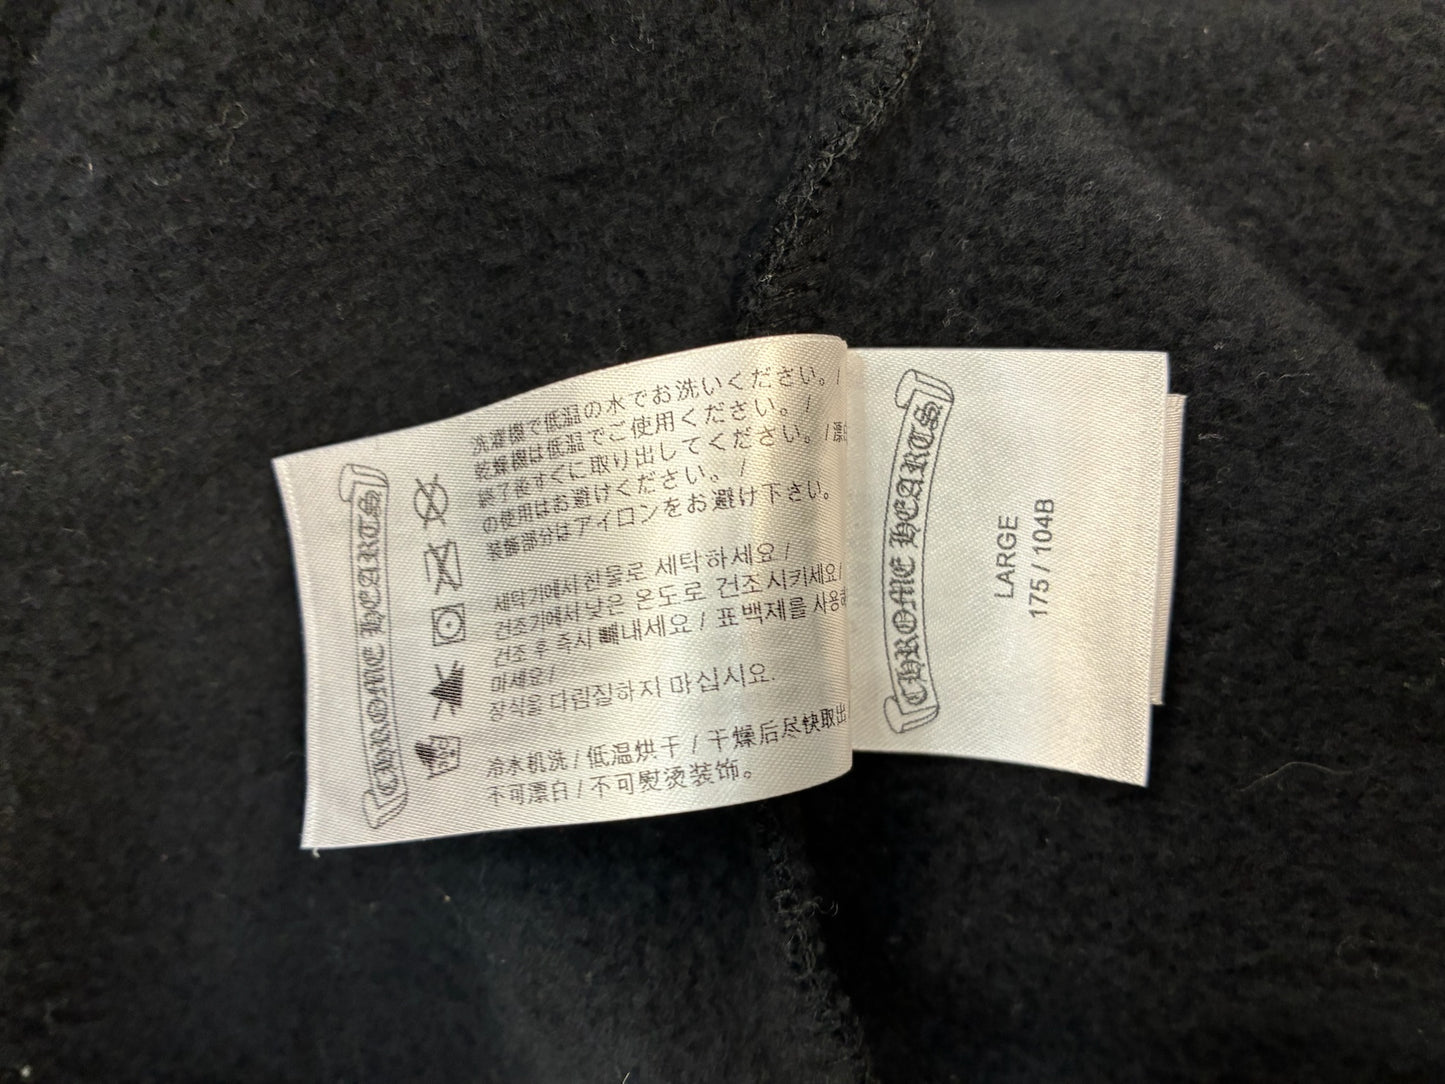 CHROME HEARTS
洗濯機で低温の水でお洗いください。/
乾燥機は低温でご使用ください。/
終了後すぐに取り出してください。/漂白
の使用はお避けください。/
装飾部分はアイロンをお避け下さい。
세탁기에서 찬물로 세탁하세요 /
건조기에서 낮은 온도로 건조 시키세요/
건조 후 즉시 빼내세요 / 표백제를 사용하
마세요 /
장식을 다림질하지 마십시요.
冷水机洗 / 低温烘干 / 干燥后尽快取出
不可漂白 / 不可熨烫装饰。
CHROME HEARTS
LARGE
175 / 104B